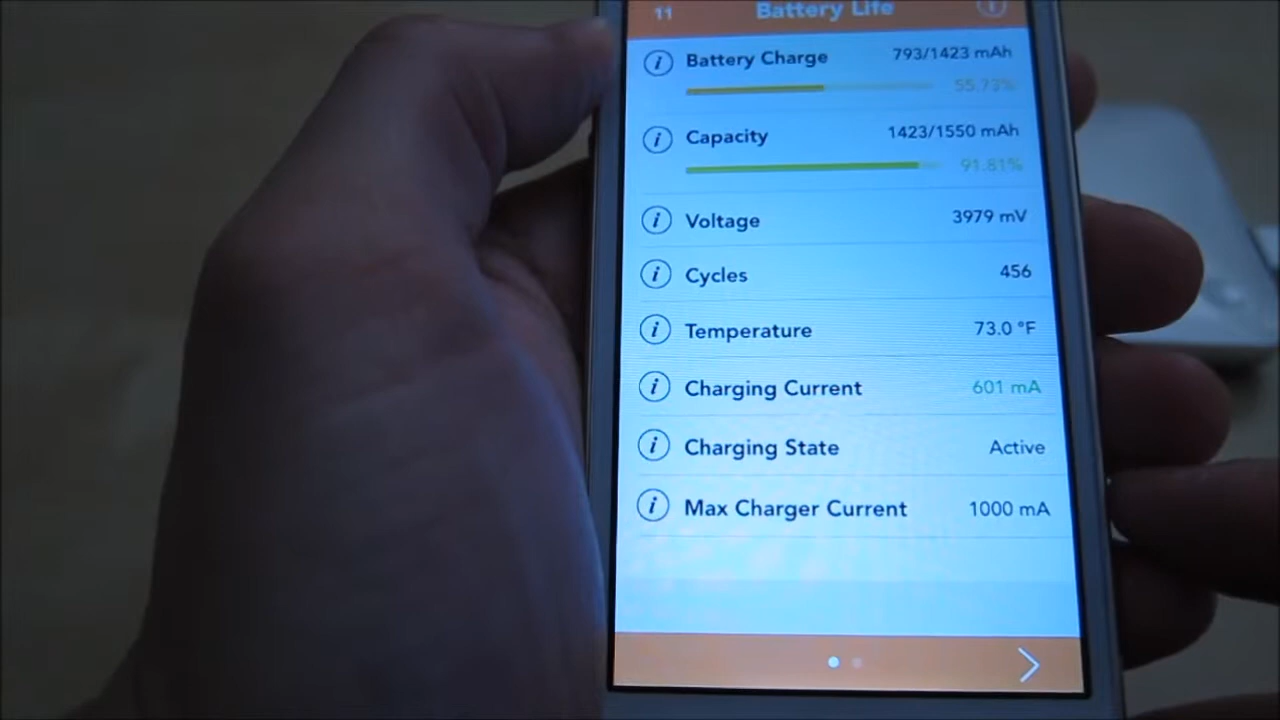 11 Battery Life
Battery Charge 793/1423 mAh
55.73%
Capacity 1423/1550 mAh
91.81%
Voltage 3979 mV
Cycles 456
Temperature 73.0 °F
Charging Current 601 mA
Charging State Active
Max Charger Current 1000 mA